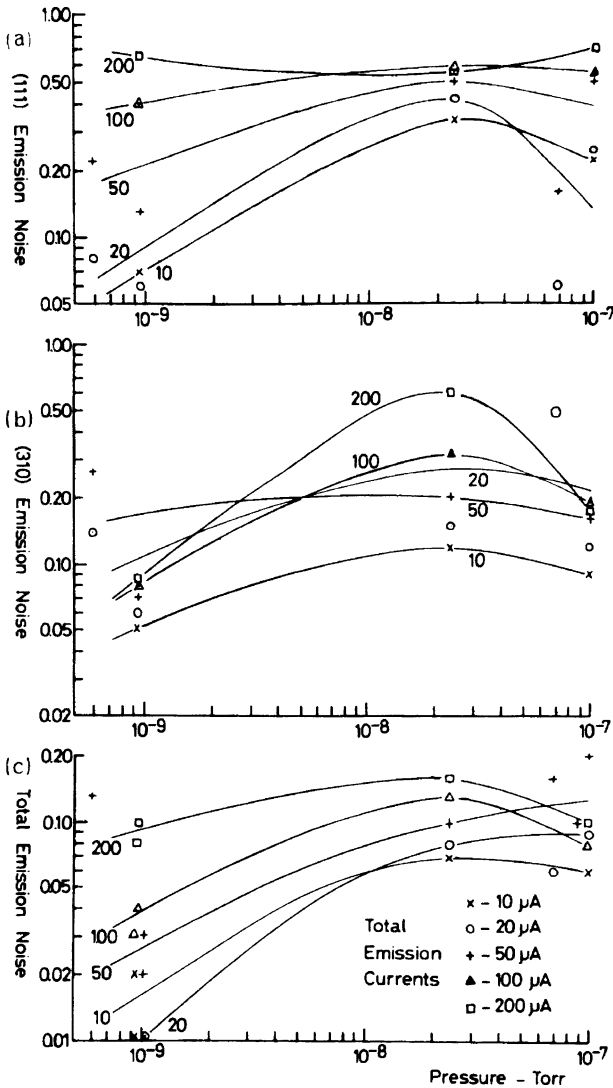 (a)
(111) Emission Noise
1.00
0.50
0.20
0.10
0.05
200
100
50
20
10
10⁻⁹
10⁻⁸
10⁻⁷
(b)
(310) Emission Noise
0.50
0.20
0.10
0.05
0.02
200
100
20
50
10
10⁻⁹
10⁻⁸
10⁻⁷
(c)
Total Emission Noise
0.20
0.10
0.05
0.02
0.01
200
100
50
10
20
Total
Emission
Currents
x - 10 μA
o - 20 μA
+ - 50 μA
▲ - 100 μA
□ - 200 μA
10⁻⁹
10⁻⁸
10⁻⁷
Pressure - Torr